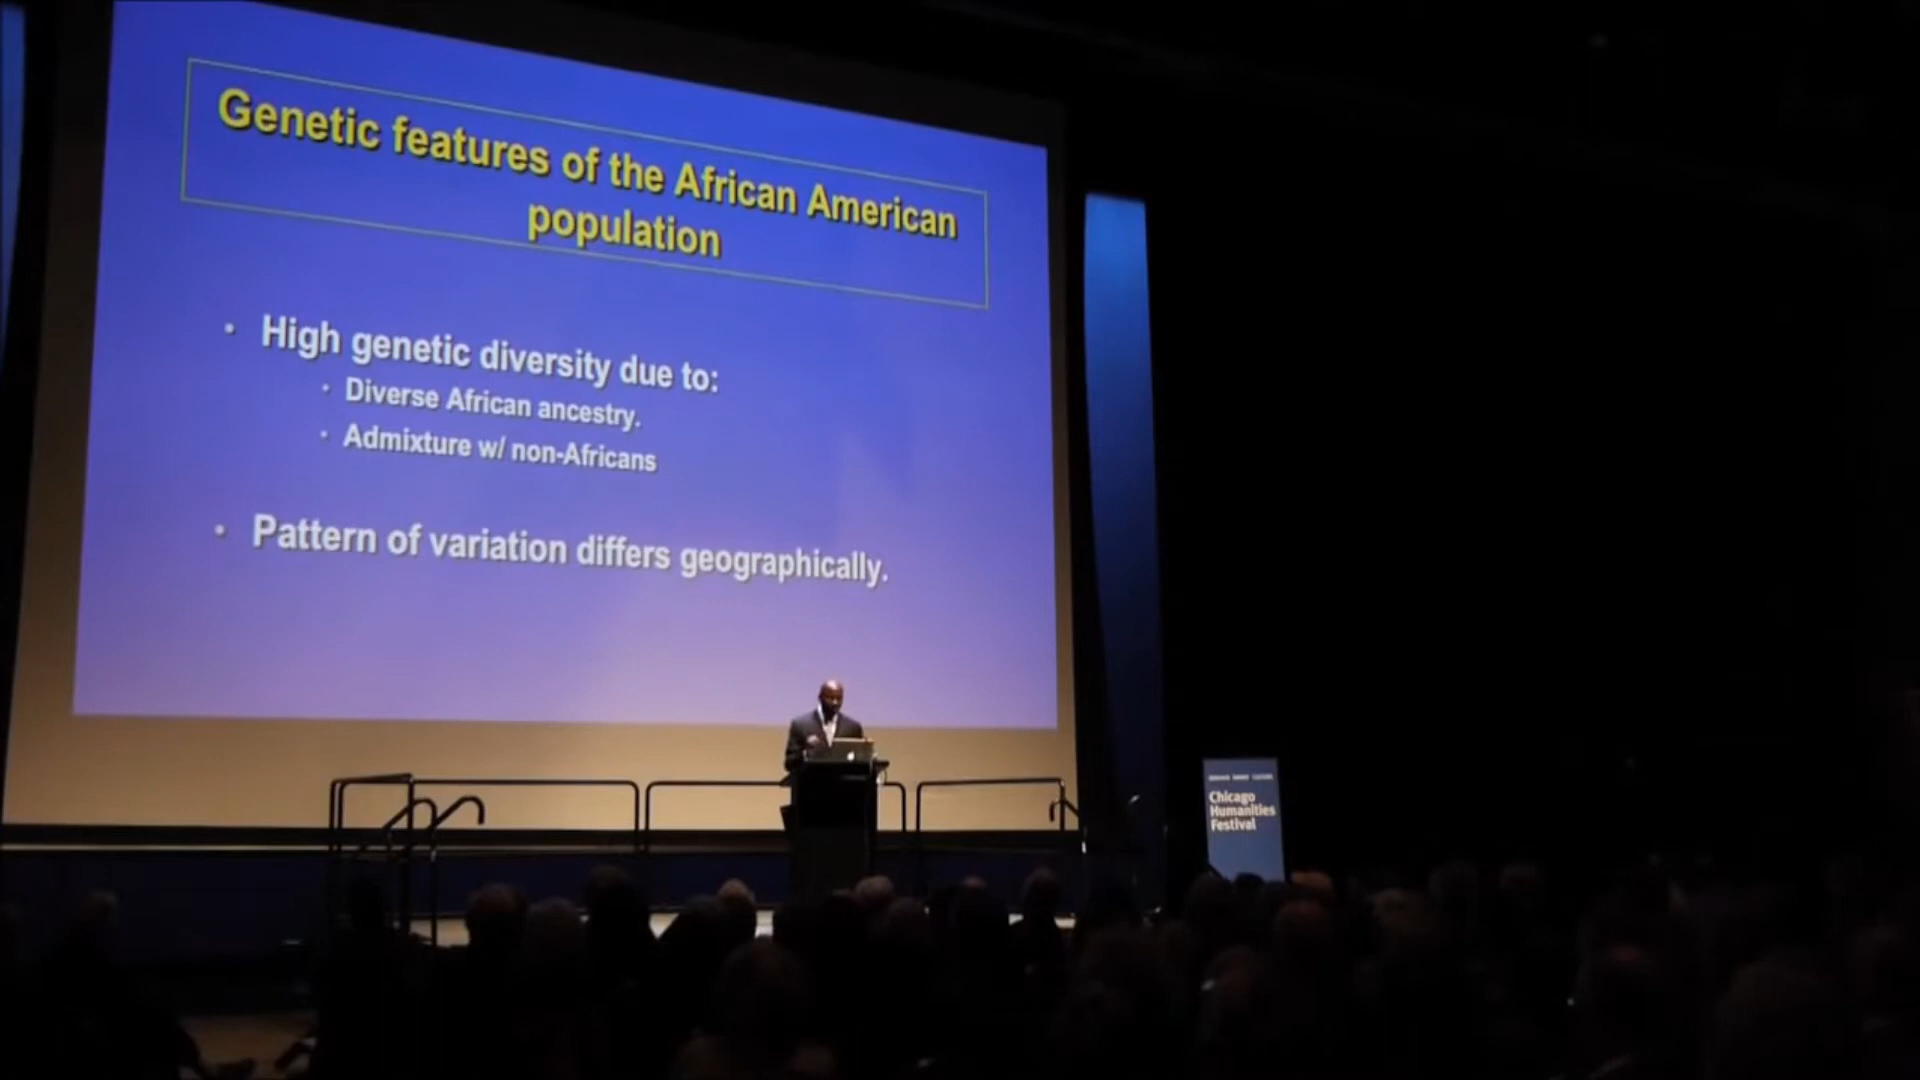 Genetic features of the African American
population
• High genetic diversity due to:
• Diverse African ancestry.
• Admixture w/ non-Africans
• Pattern of variation differs geographically.
Chicago
Humanities
Festival